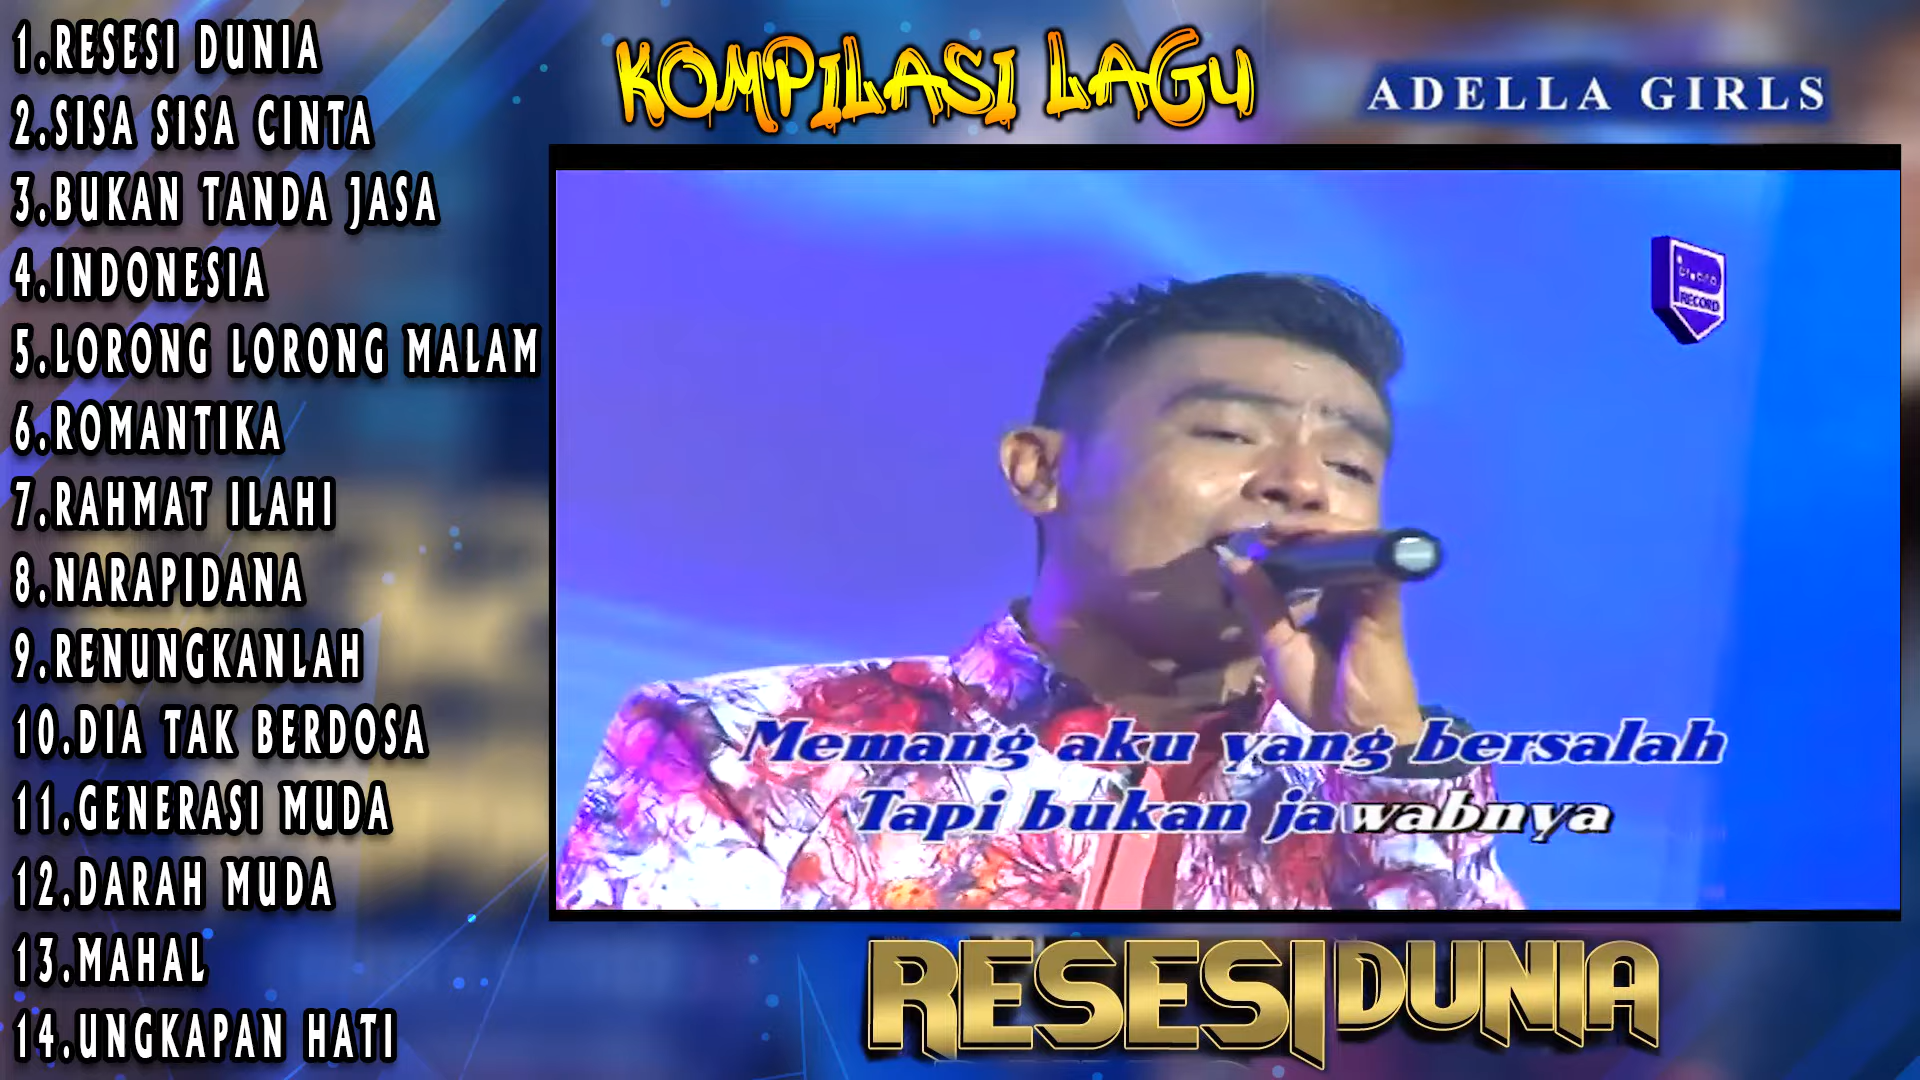 1.RESESI DUNIA
2.SISA SISA CINTA
3.BUKAN TANDA JASA
4.INDONESIA
5.LORONG LORONG MALAM
6.ROMANTIKA
7.RAHMAT ILAHI
8.NARAPIDANA
9.RENUNGKANLAH
10.DIA TAK BERDOSA
11.GENERASI MUDA
12.DARAH MUDA
13.MAHAL
14.UNGKAPAN HATI
KOMPILASI LAGU
ADELLA GIRLS
RECORD
Memang aku yang bersalah
Tapi bukan jawabnya
RESESI DUNIA